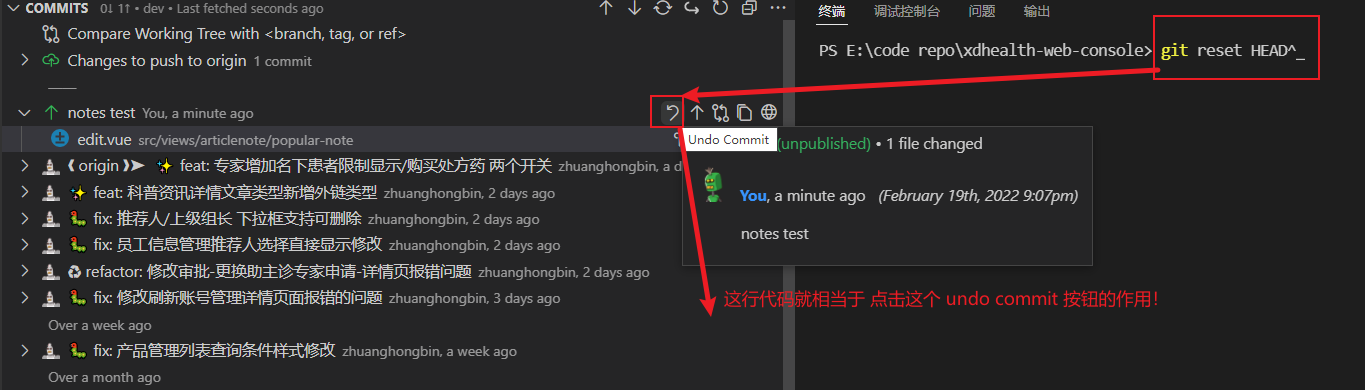 COMMITS 0↓ 1↑ • dev • Last fetched seconds ago
Compare Working Tree with <branch, tag, or ref>
Changes to push to origin 1 commit
notes test You, a minute ago
edit.vue src/views/articlenote/popular-note
origin feat: 专家增加名下患者限制显示/购买处方药 两个开关 zhuanghongbin, a d
feat: 科普资讯详情文章类型新增外链类型 zhuanghongbin, 2 days ago
fix: 推荐人/上级组长 下拉框支持可删除 zhuanghongbin, 2 days ago
fix: 员工信息管理推荐人选择直接显示修改 zhuanghongbin, 2 days ago
refactor: 修改审批-更换助主诊专家申请-详情页报错问题 zhuanghongbin, 2 days ago
fix: 修改刷新账号管理详情页面报错的问题 zhuanghongbin, 3 days ago
Over a week ago
fix: 产品管理列表查询条件样式修改 zhuanghongbin, a week ago
Over a month ago
终端 调试控制台 问题 输出
PS E:\code repo\xdhealth-web-console> git reset HEAD^_
Undo Commit
(unpublished) • 1 file changed
You, a minute ago (February 19th, 2022 9:07pm)
notes test
这行代码就相当于 点击这个 undo commit 按钮的作用！